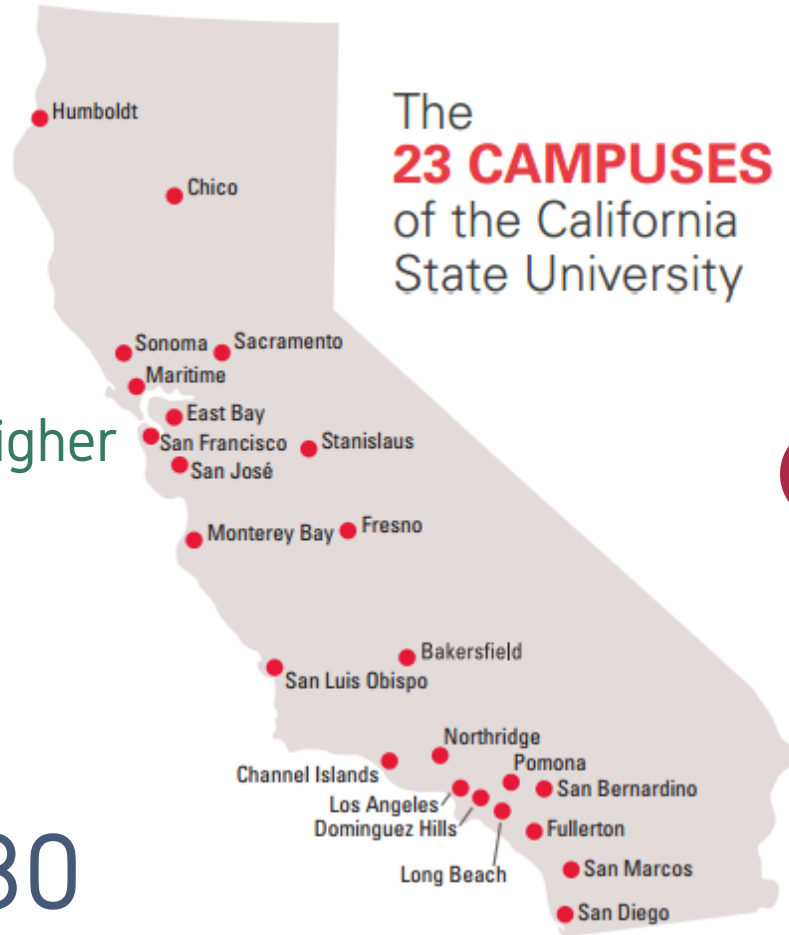 The
23 CAMPUSES
of the California
State University
Humboldt
Chico
Sonoma
Sacramento
Maritime
East Bay
igher
San Francisco
Stanislaus
San José
Monterey Bay
Fresno
Bakersfield
San Luis Obispo
Northridge
Pomona
Channel Islands
San Bernardino
Los Angeles
Dominguez Hills
Fullerton
Long Beach
San Marcos
30
San Diego